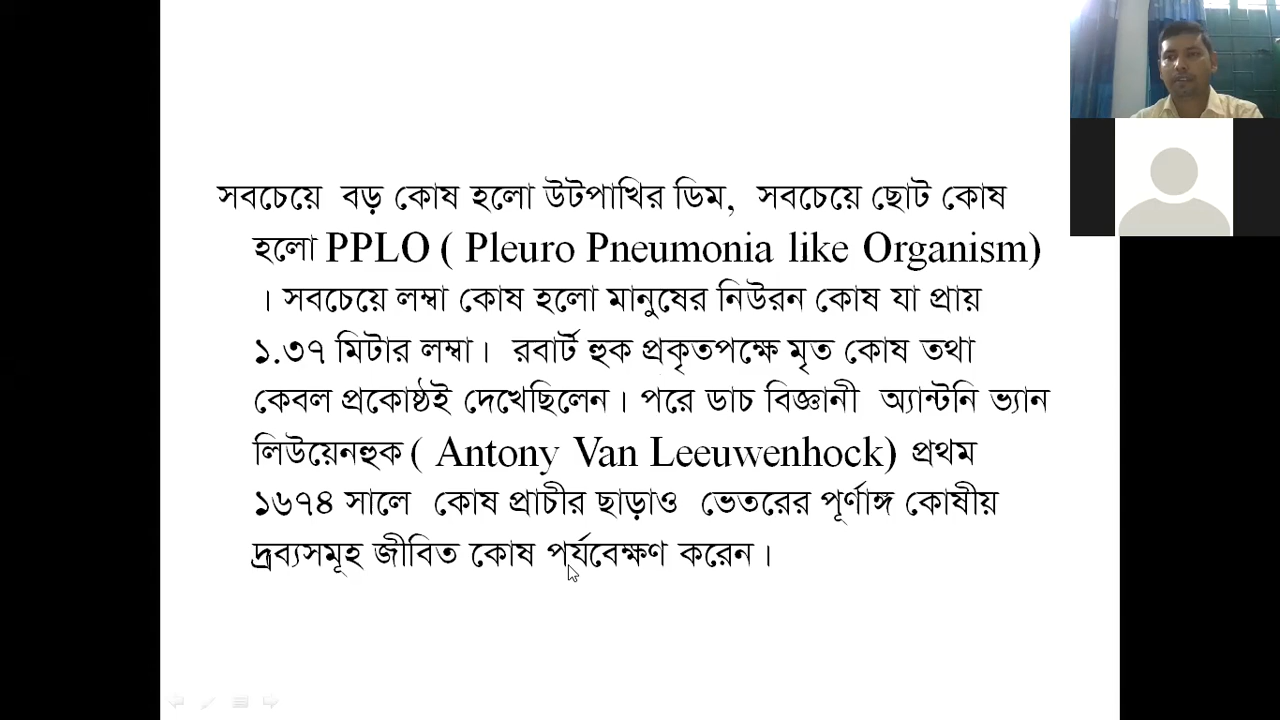 সবচেয়ে বড় কোষ হলো উটপাখির ডিম, সবচেয়ে ছোট কোষ
হলো PPLO ( Pleuro Pneumonia like Organism)
। সবচেয়ে লম্বা কোষ হলো মানুষের নিউরন কোষ যা প্রায়
১.৩৭ মিটার লম্বা। রবার্ট হুক প্রকৃতপক্ষে মৃত কোষ তথা
কেবল প্রকোষ্ঠই দেখেছিলেন। পরে ডাচ বিজ্ঞানী অ্যান্টনি ভ্যান
লিউয়েনহুক ( Antony Van Leeuwenhock) প্রথম
১৬৭৪ সালে কোষ প্রাচীর ছাড়াও ভেতরের পূর্ণাঙ্গ কোষীয়
দ্রব্যসমূহ জীবিত কোষ পর্যবেক্ষণ করেন।